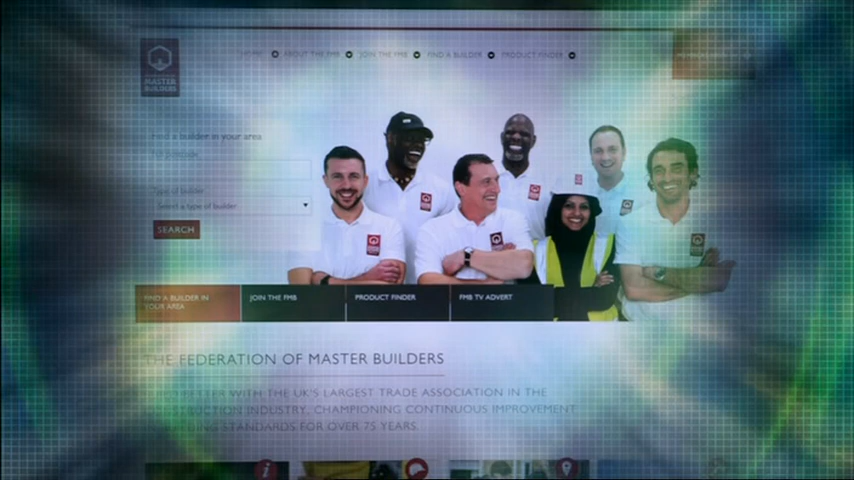 HOME
ABOUT THE FMB
JOIN THE FMB
FIND A BUILDER
PRODUCT FINDER
MASTER
BUILDERS
Find a builder in your area
Select a type of builder
SEARCH
FIND A BUILDER IN
YOUR AREA
JOIN THE FMB
PRODUCT FINDER
FMB TV ADVERT
THE FEDERATION OF MASTER BUILDERS
BETTER WITH THE UK'S LARGEST TRADE ASSOCIATION IN THE
CONSTRUCTION INDUSTRY, CHAMPIONING CONTINUOUS IMPROVEMENT
STANDARDS FOR OVER 75 YEARS.